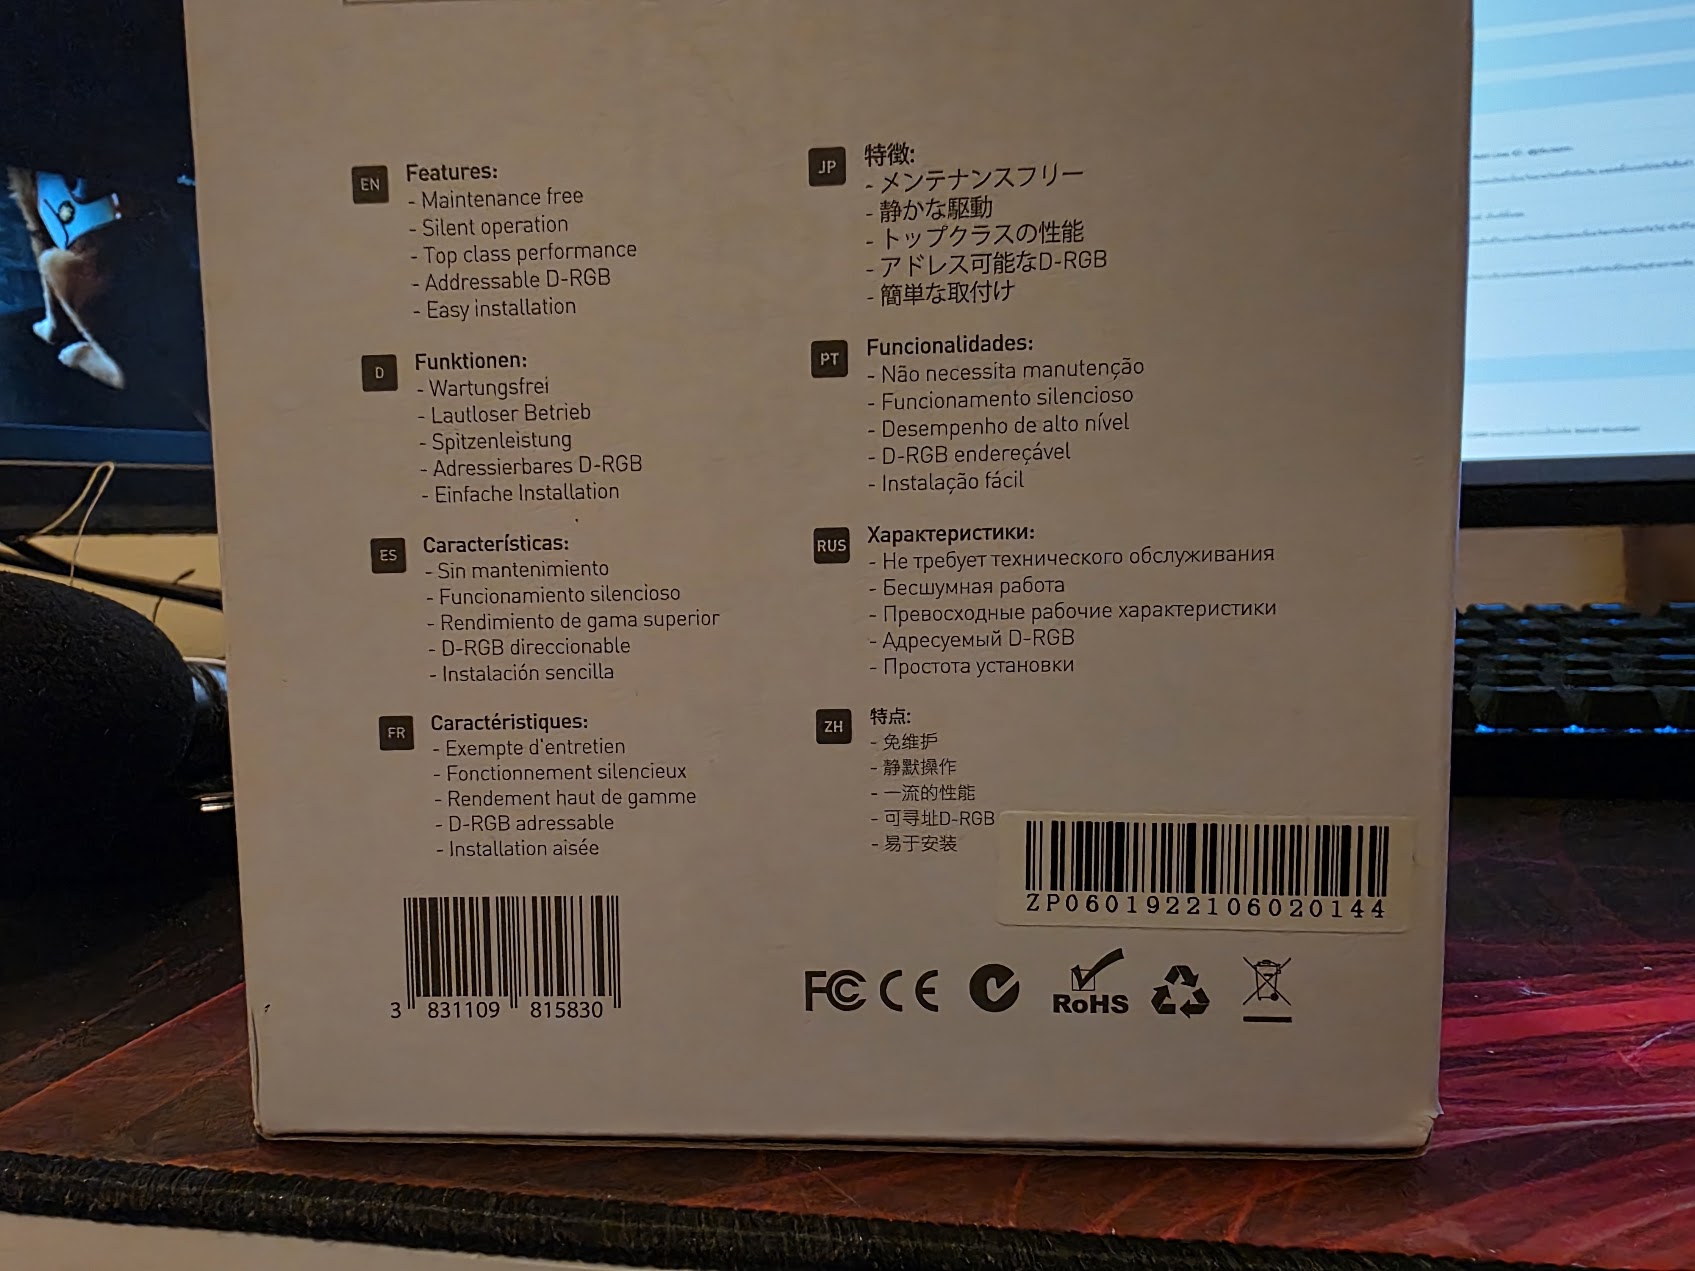 EN
Features:
- Maintenance free
- Silent operation
- Top class performance
- Addressable D-RGB
- Easy installation
D
Funktionen:
- Wartungsfrei
- Lautloser Betrieb
- Spitzenleistung
- Adressierbares D-RGB
- Einfache Installation
ES
Características:
- Sin mantenimiento
- Funcionamiento silencioso
- Rendimiento de gama superior
- D-RGB direccionable
- Instalación sencilla
FR
Caractéristiques:
- Exempte d'entretien
- Fonctionnement silencieux
- Rendement haut de gamme
- D-RGB adressable
- Installation aisée
3 831109 815830
JP
特徴:
- メンテナンスフリー
- 静かな駆動
- トップクラスの性能
- アドレス可能なD-RGB
- 簡単な取付け
PT
Funcionalidades:
- Não necessita manutenção
- Funcionamento silencioso
- Desempenho de alto nível
- D-RGB endereçável
- Instalação fácil
RUS
Характеристики:
- Не требует технического обслуживания
- Бесшумная работа
- Превосходные рабочие характеристики
- Адресуемый D-RGB
- Простота установки
ZH
特点:
- 免维护
- 静默操作
- 一流的性能
- 可寻址D-RGB
- 易于安装
ZP0601922106020144
FC CE
RoHS